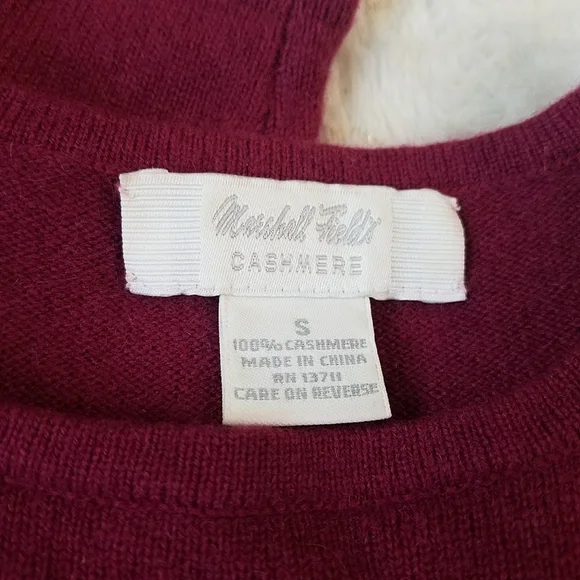 Marshall Field's
CASHMERE
S
100% CASHMERE
MADE IN CHINA
RN 13711
CARE ON REVERSE